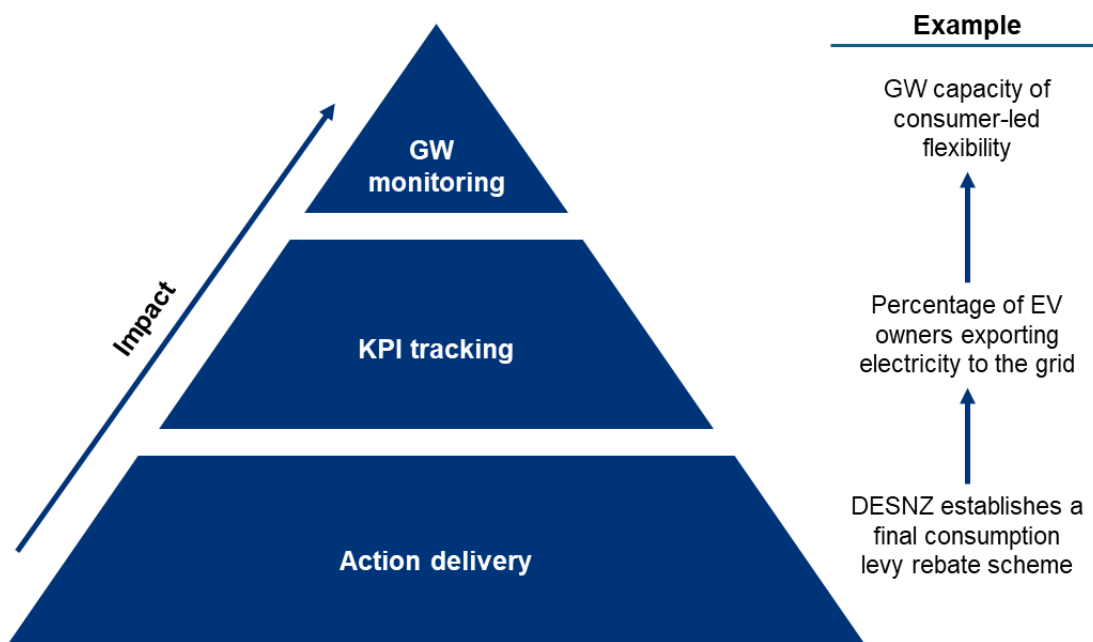 Example
GW capacity of
consumer-led
flexibility
GW
monitoring
Impact
Percentage of EV
owners exporting
electricity to the grid
KPI tracking
DESNZ establishes a
final consumption
levy rebate scheme
Action delivery